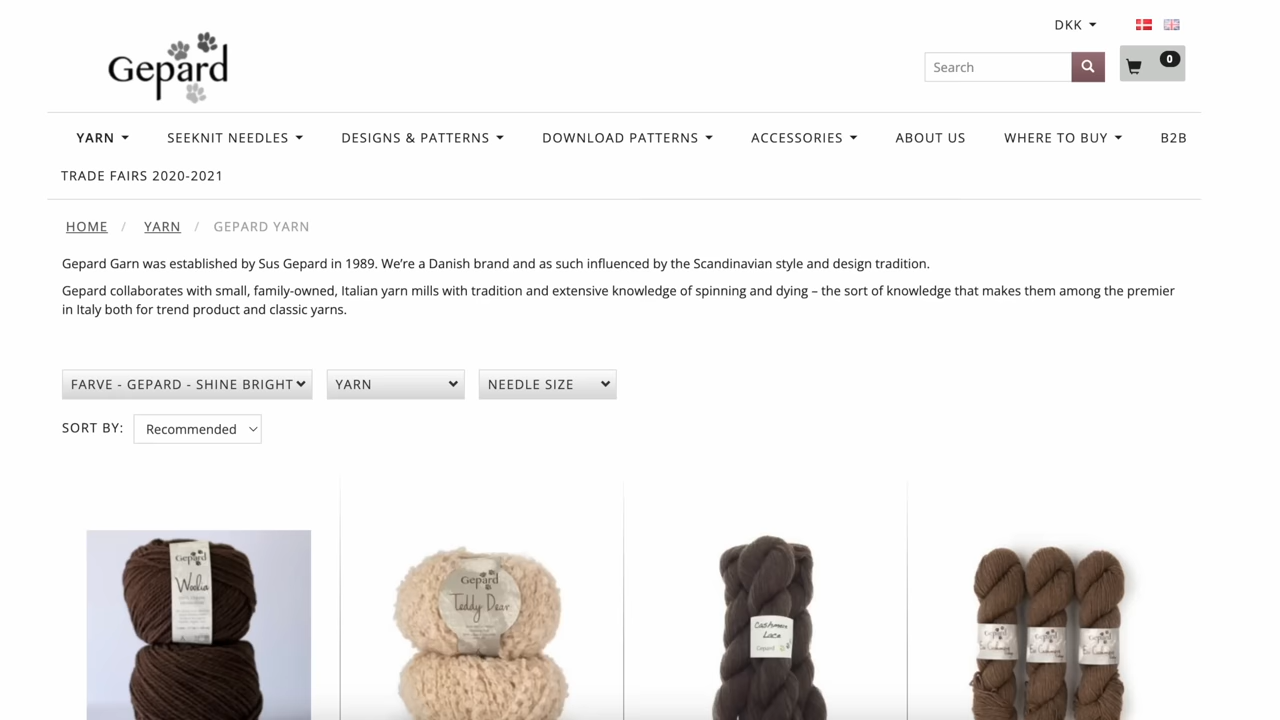 Gepard
DKK
Search
0
YARN
SEEKNIT NEEDLES
DESIGNS & PATTERNS
DOWNLOAD PATTERNS
ACCESSORIES
ABOUT US
WHERE TO BUY
B2B
TRADE FAIRS 2020-2021
HOME / YARN / GEPARD YARN
Gepard Garn was established by Sus Gepard in 1989. We’re a Danish brand and as such influenced by the Scandinavian style and design tradition.
Gepard collaborates with small, family-owned, Italian yarn mills with tradition and extensive knowledge of spinning and dying – the sort of knowledge that makes them among the premier
in Italy both for trend product and classic yarns.
FARVE - GEPARD - SHINE BRIGHT
YARN
NEEDLE SIZE
SORT BY:
Recommended
Gepard
Woolia
Gepard
Teddy Dear
Cashmere
Lace
Gepard
Gepard
Gepard
Gepard